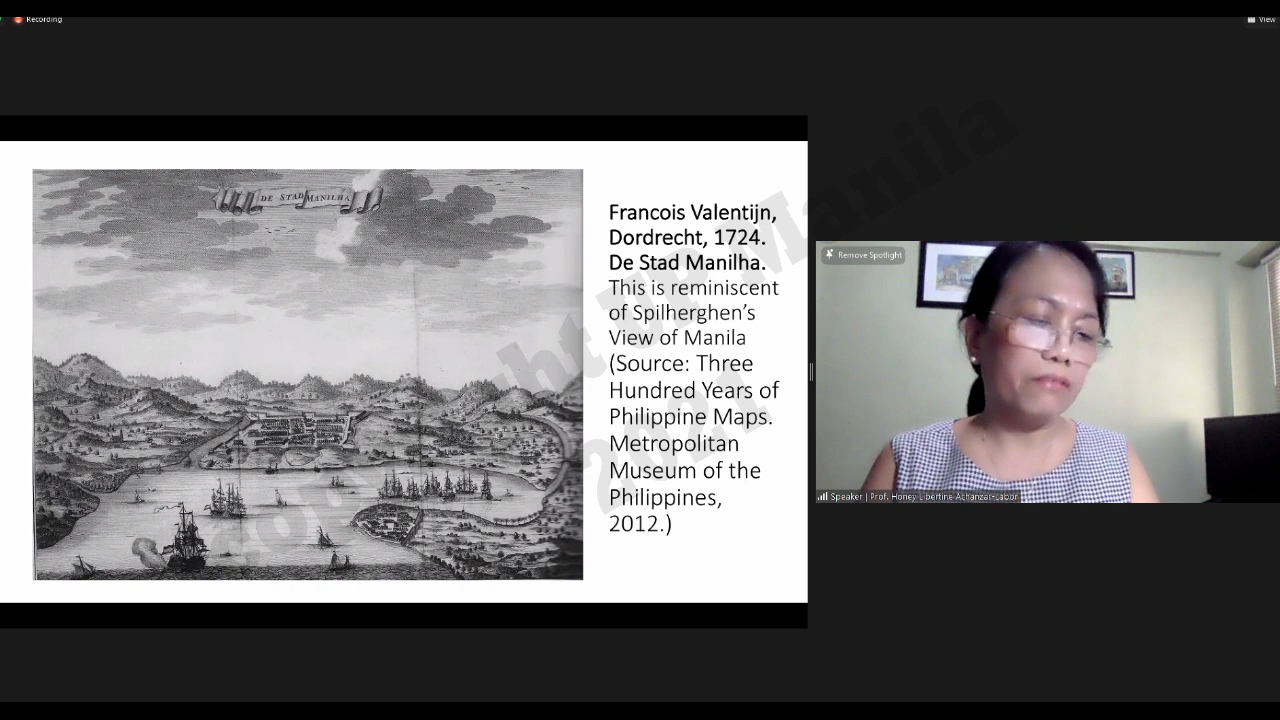 Recording
View
DE STAD MANILHA
Francois Valentijn,
Dordrecht, 1724.
De Stad Manilha.
This is reminiscent
of Spilherghen's
View of Manila
(Source: Three
Hundred Years of
Philippine Maps.
Metropolitan
Museum of the
Philippines,
2012.)
Remove Spotlight
Speaker | Prof. Honey Libertine Achanzar-Labor
Manila
2021